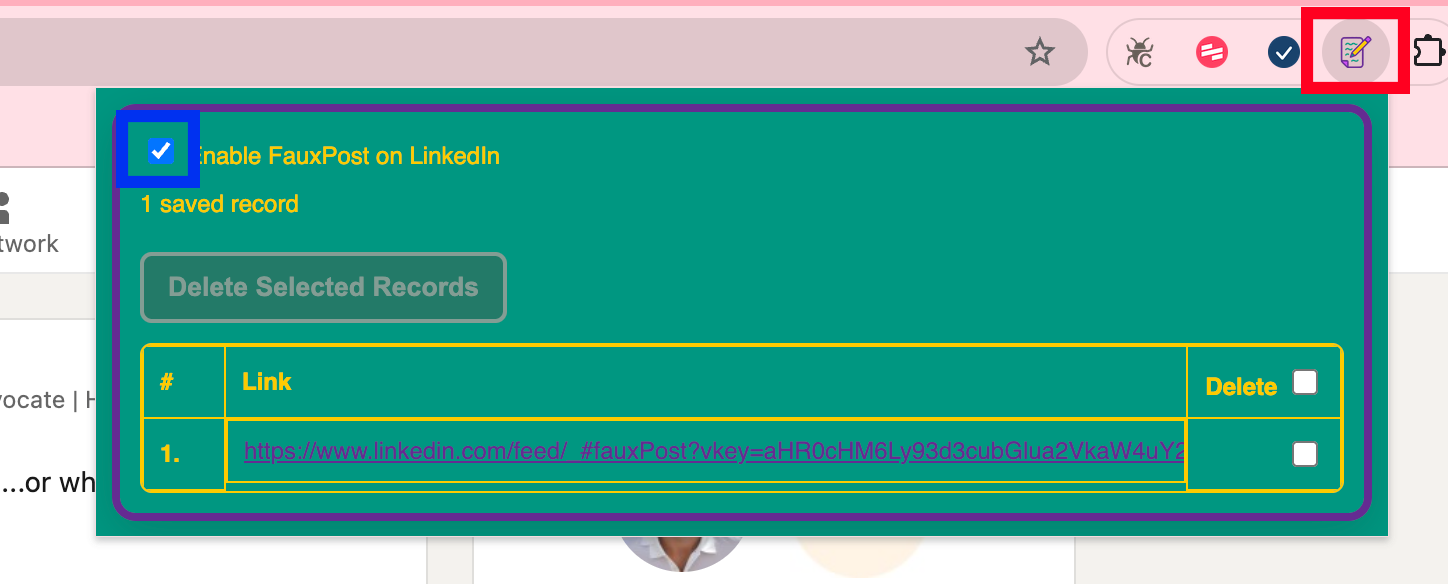 Enable FauxPost on LinkedIn
1 saved record
twork
Delete Selected Records
# Link Delete
vocate | H
1. https://www.linkedin.com/feed/_#fauxPost?vkey=aHR0cHM6Ly93d3cubGlua2VkaW4uY2
...or wh